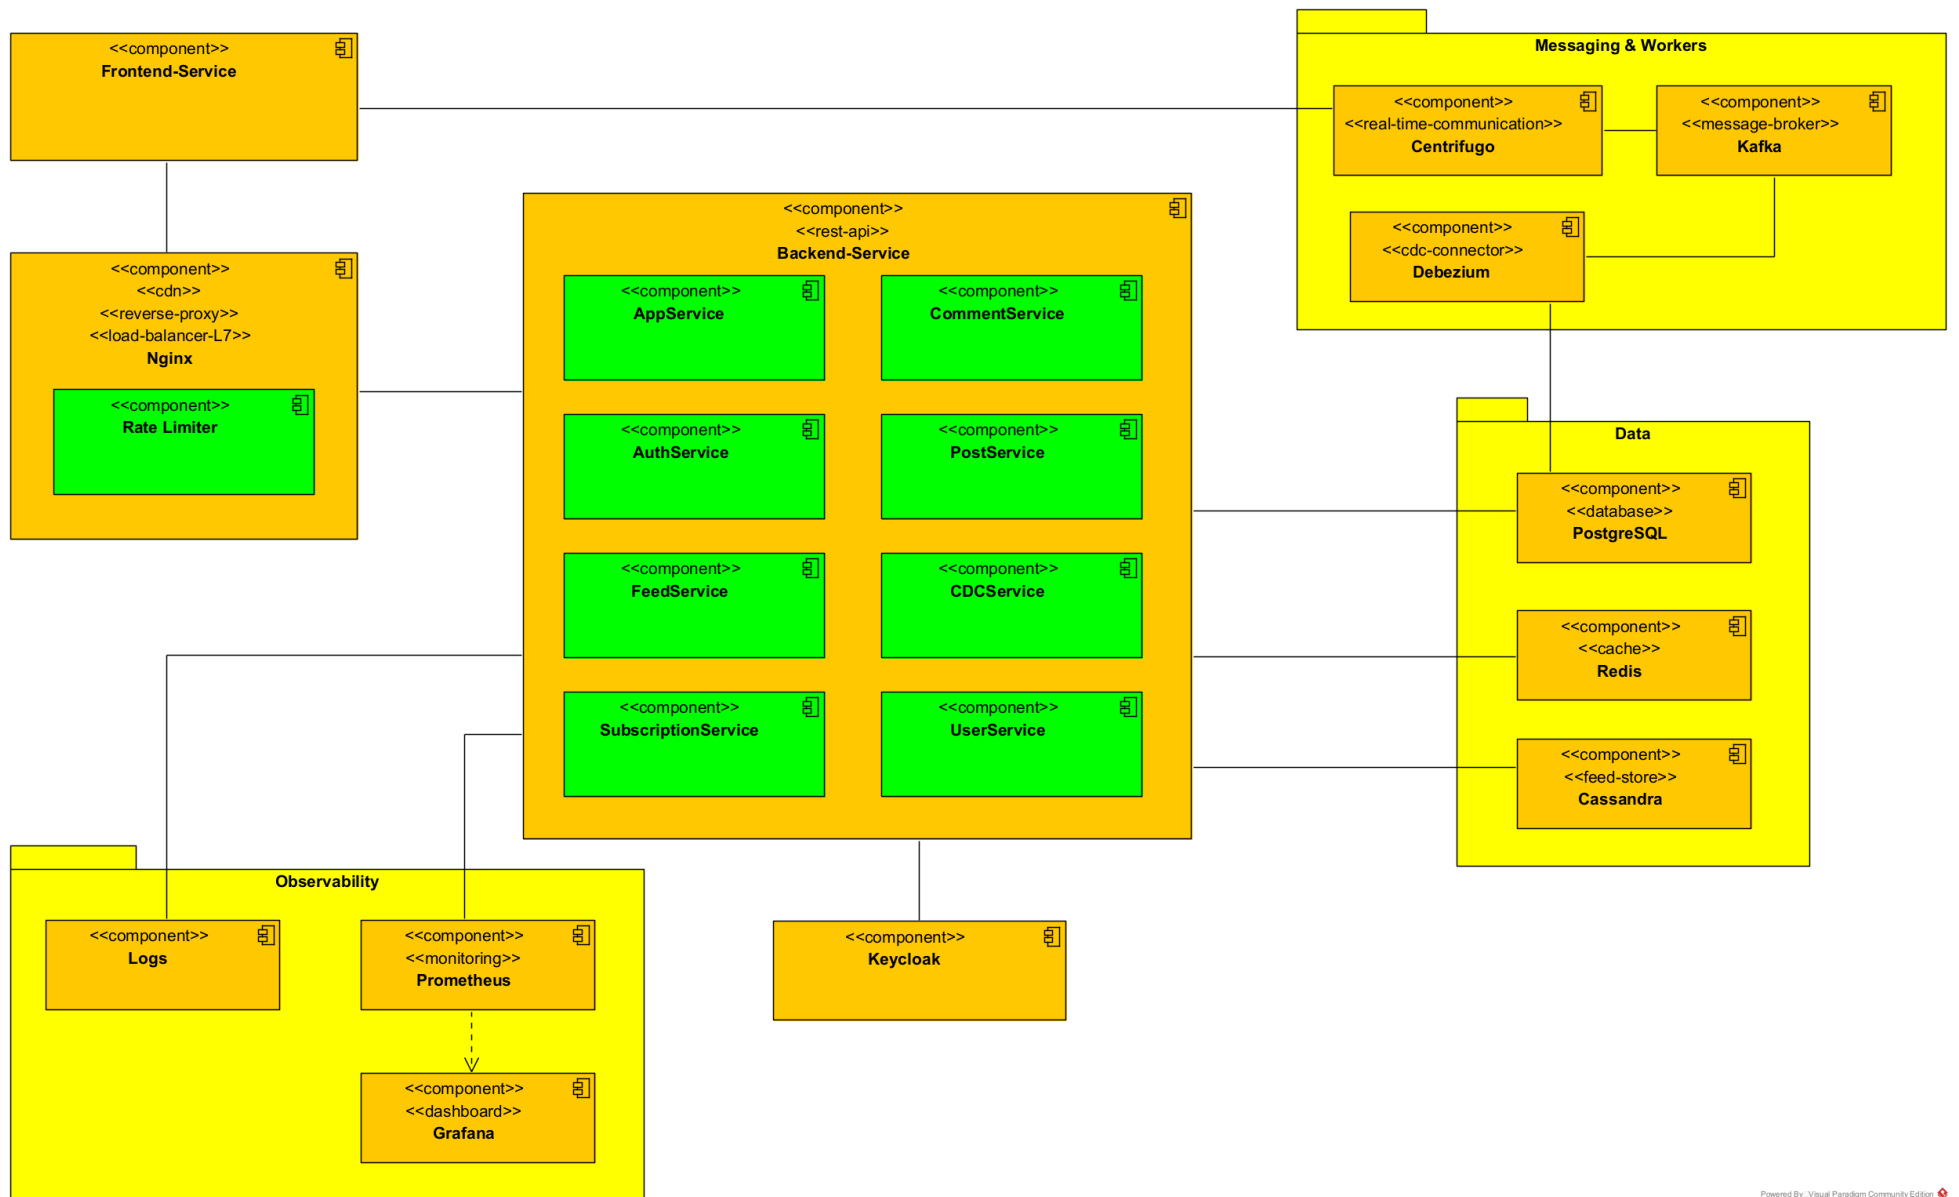 <<component>>
Frontend-Service
Messaging & Workers
<<component>>
<<real-time-communication>>
Centrifugo
<<component>>
<<message-broker>>
Kafka
<<component>>
<<cdc-connector>>
Debezium
<<component>>
<<cdn>>
<<reverse-proxy>>
<<load-balancer-L7>>
Nginx
<<component>>
Rate Limiter
<<component>>
<<rest-api>>
Backend-Service
<<component>>
AppService
<<component>>
CommentService
<<component>>
AuthService
<<component>>
PostService
<<component>>
FeedService
<<component>>
CDCService
<<component>>
SubscriptionService
<<component>>
UserService
Data
<<component>>
<<database>>
PostgreSQL
<<component>>
<<cache>>
Redis
<<component>>
<<feed-store>>
Cassandra
Observability
<<component>>
Logs
<<component>>
<<monitoring>>
Prometheus
<<component>>
<<dashboard>>
Grafana
<<component>>
Keycloak
Powered By: Visual Paradigm Community Edition